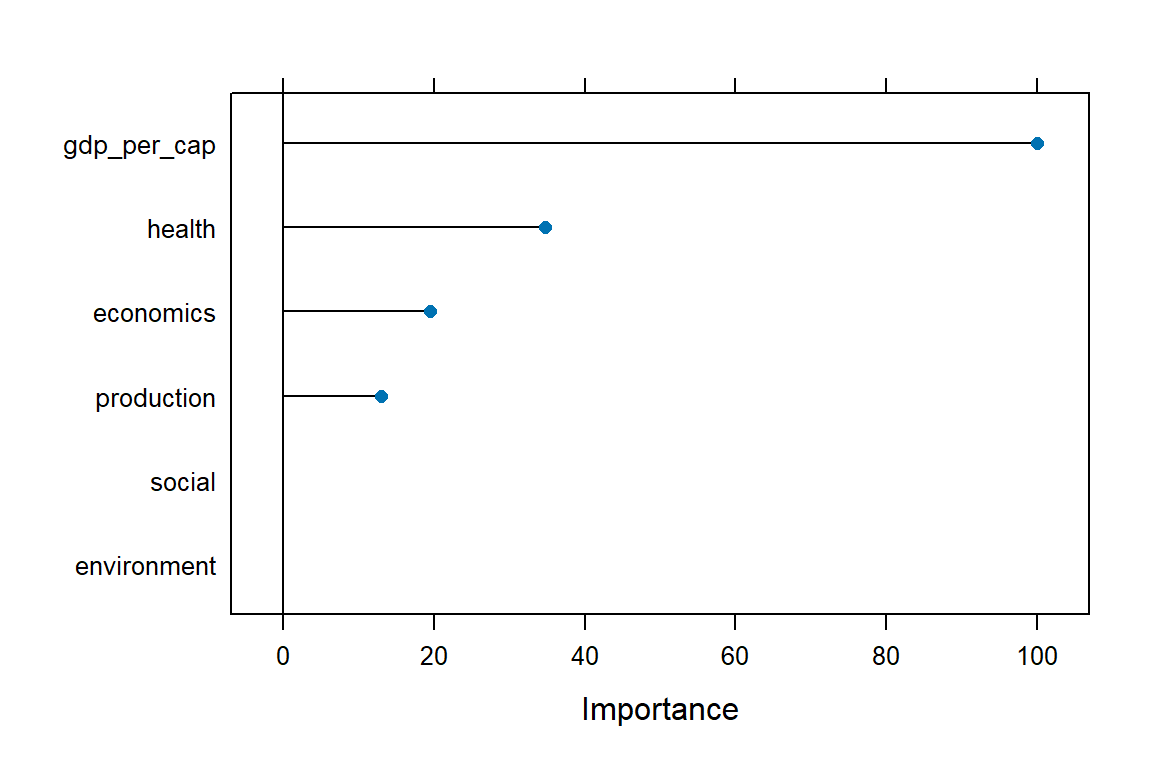 gdp_per_cap
health
economics
production
social
environment
0 20 40 60 80 100
Importance